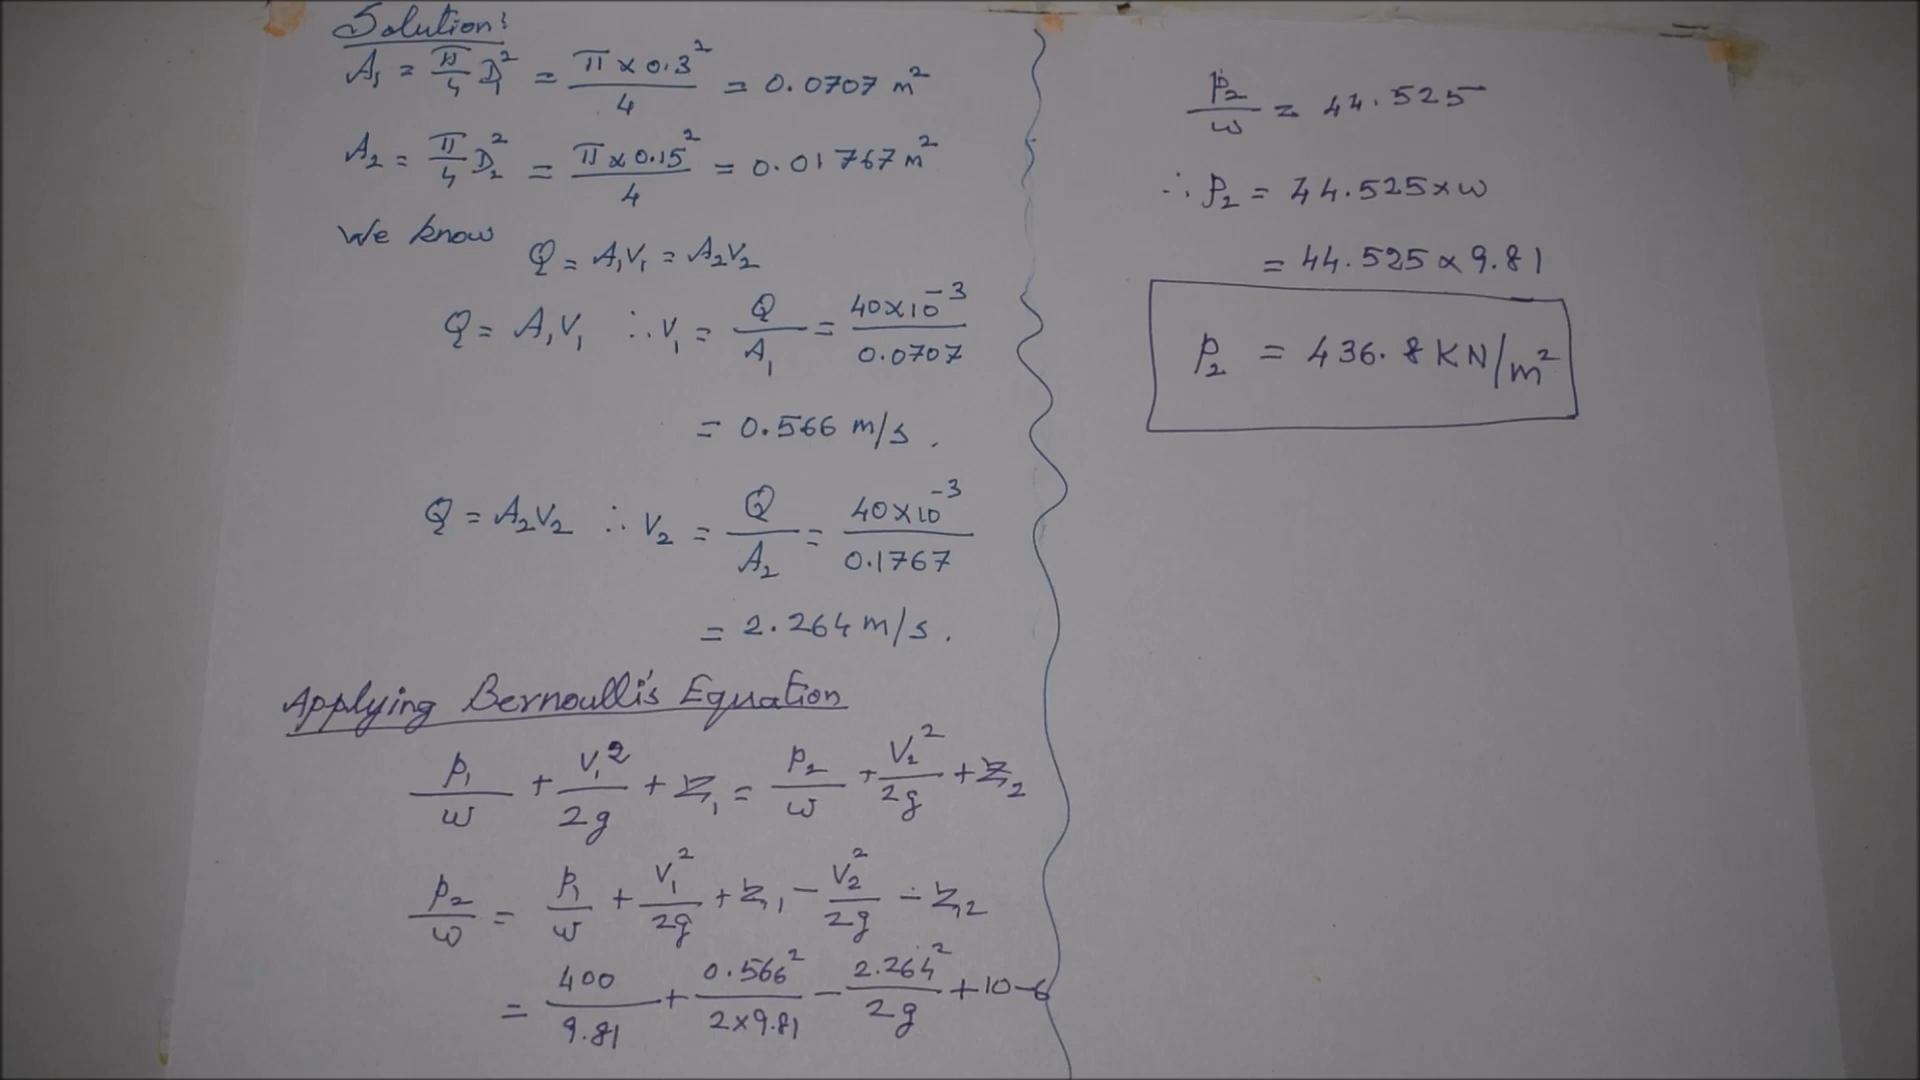 Solution:
A₁ = π/4 D₁² = π × 0.3²/4 = 0.0707 m²
A₂ = π/4 D₂² = π × 0.15²/4 = 0.01767 m²
We know
Q = A₁V₁ = A₂V₂
Q = A₁V₁ ∴ V₁ = Q/A₁ = 40×10⁻³/0.0707
= 0.566 m/s.
Q = A₂V₂ ∴ V₂ = Q/A₂ = 40×10⁻³/0.1767
= 2.264 m/s.
Applying Bernoulli's Equation
P₁/w + V₁²/2g + Z₁ = P₂/w + V₂²/2g + Z₂
P₂/w = P₁/w + V₁²/2g + Z₁ - V₂²/2g - Z₂
= 400/9.81 + 0.566²/2×9.81 - 2.264²/2g + 10-6
P₂/w = 44.525
∴ P₂ = 44.525×w
= 44.525 × 9.81
P₂ = 436.8 KN/m²